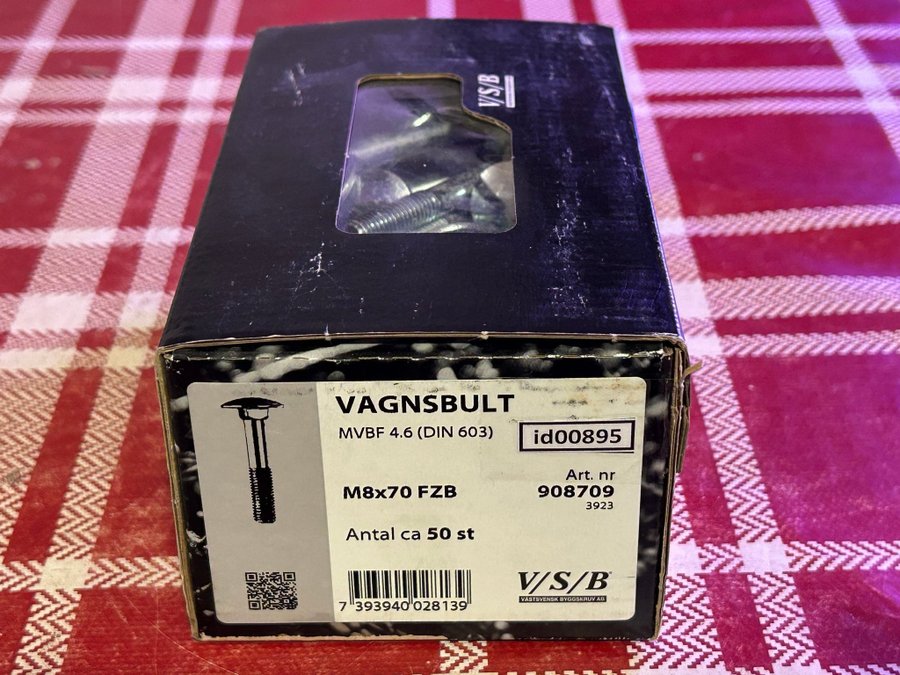 V/S/B
VAGNSBULT
MVBF 4.6 (DIN 603)
id00895
M8x70 FZB
Art. nr
908709
3923
Antal ca 50 st
7 393940 028139
V/S/B
VÄSTSVENSK BYGGSKRUV AB